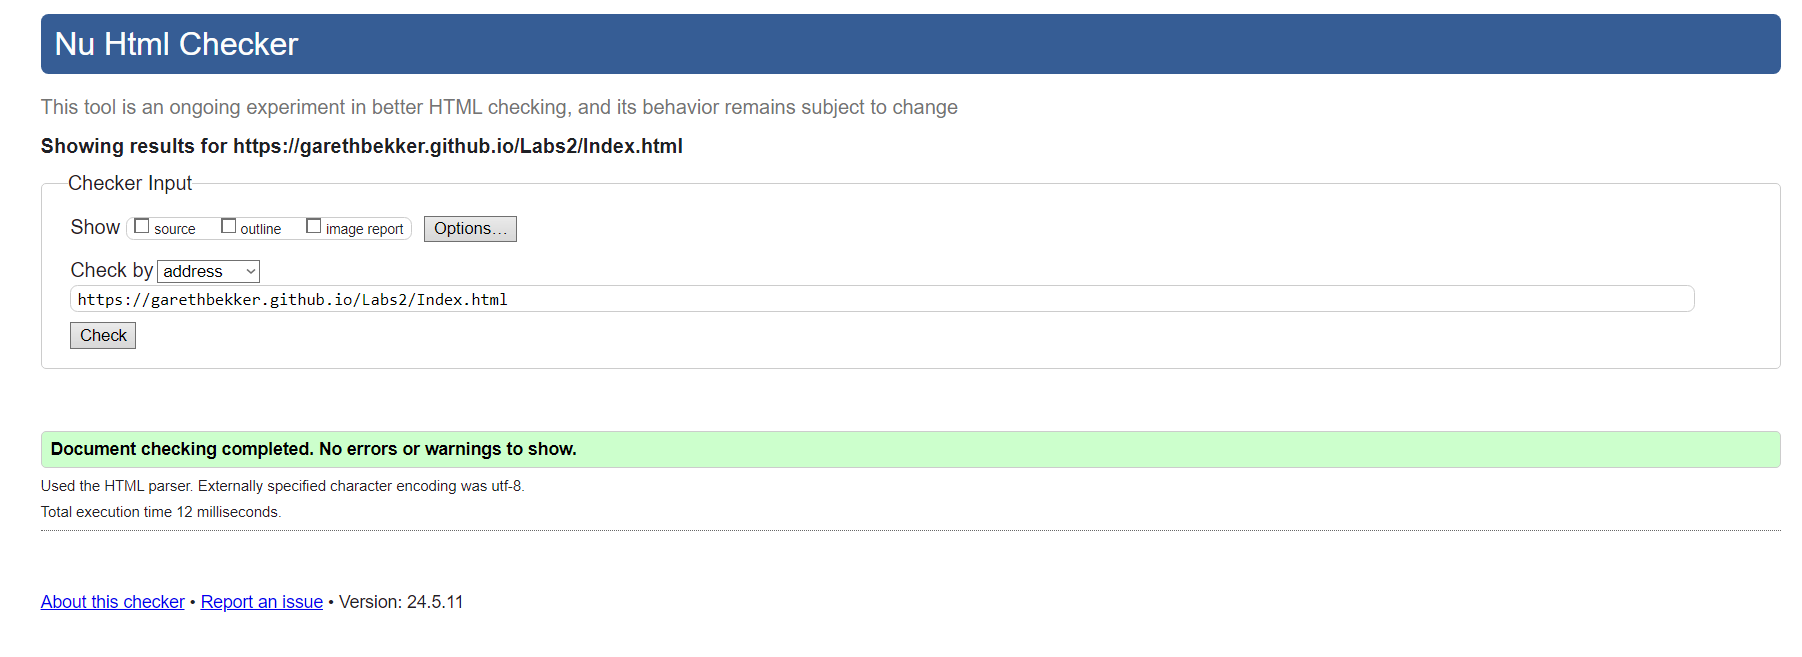 Nu Html Checker
This tool is an ongoing experiment in better HTML checking, and its behavior remains subject to change
Showing results for https://garethbekker.github.io/Labs2/Index.html
Checker Input
Show source outline image report Options...
Check by address
https://garethbekker.github.io/Labs2/Index.html
Check
Document checking completed. No errors or warnings to show.
Used the HTML parser. Externally specified character encoding was utf-8.
Total execution time 12 milliseconds.
About this checker • Report an issue • Version: 24.5.11